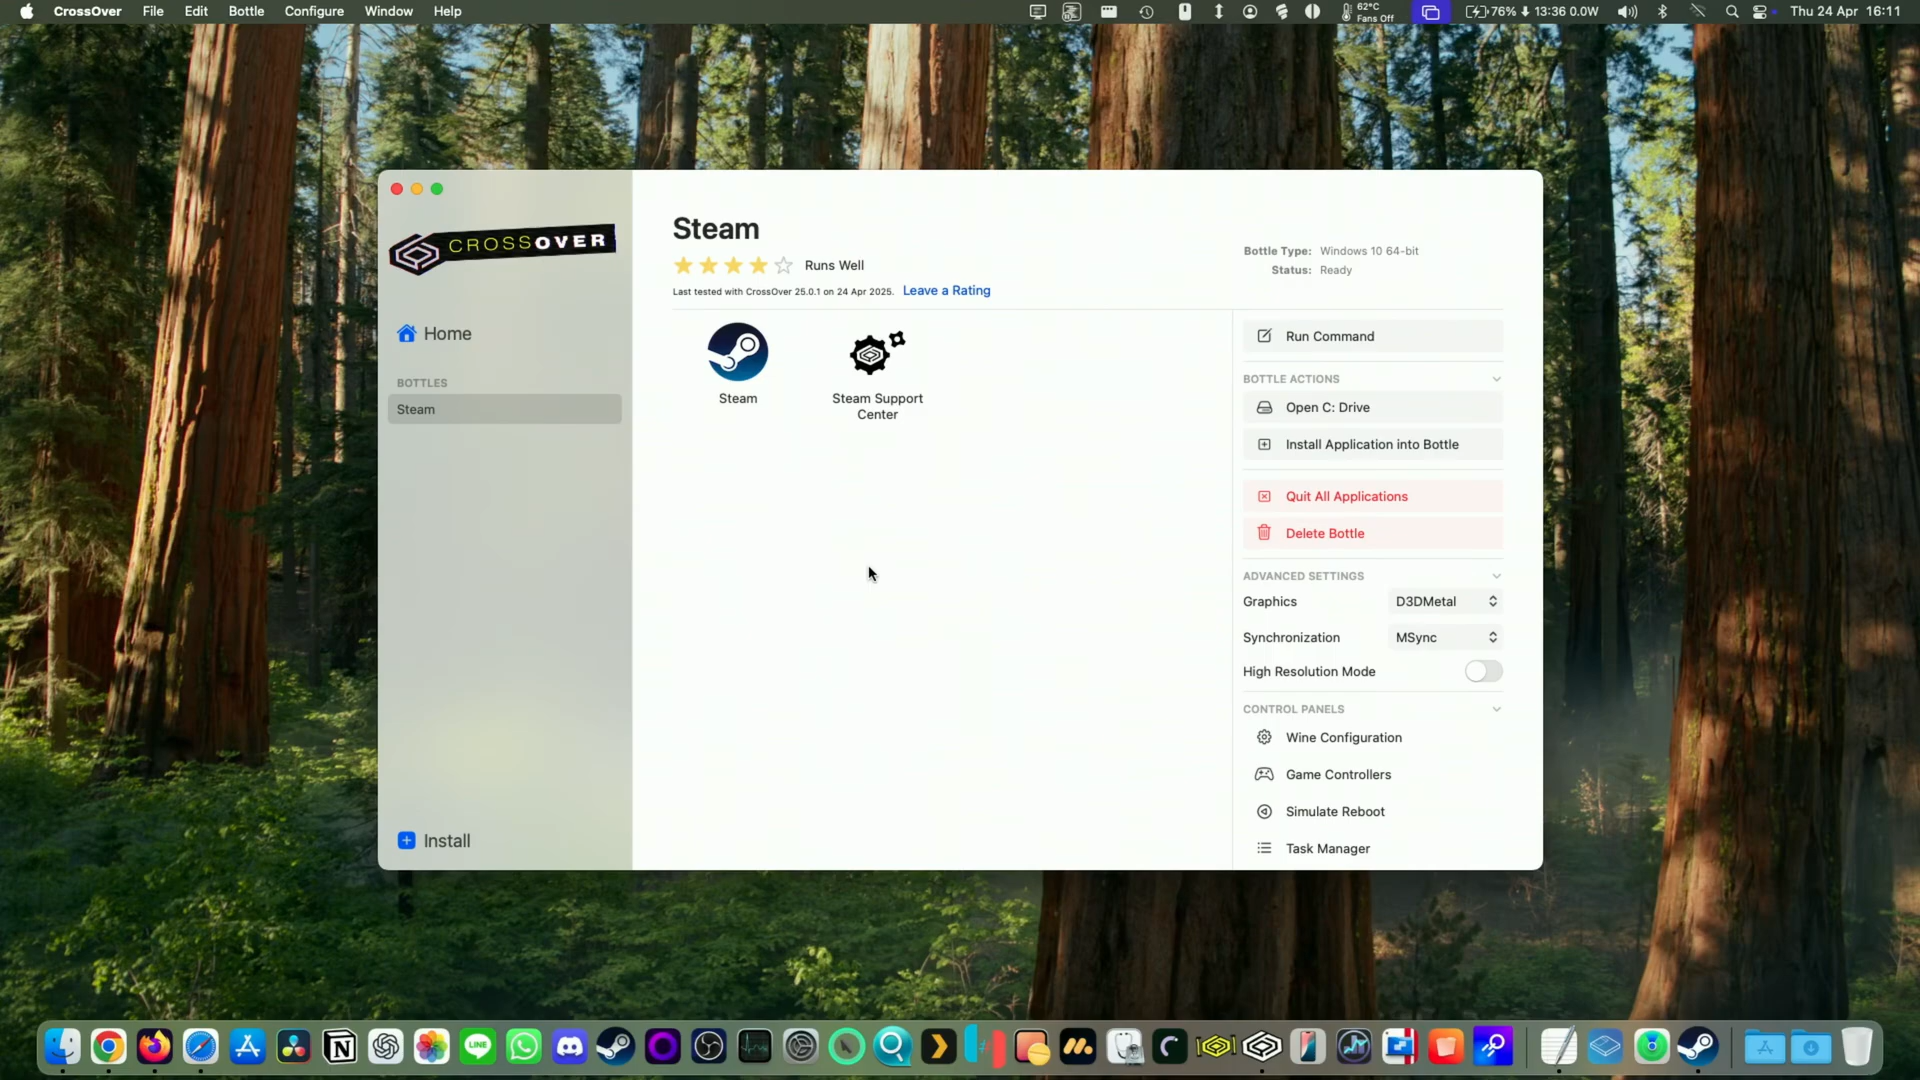 CrossOver File Edit Bottle Configure Window Help
62°C
Fans Off
76% 13:36 0.0W
Thu 24 Apr 16:11
CROSSOVER
Home
BOTTLES
Steam
Install
Steam
Runs Well
Last tested with CrossOver 25.0.1 on 24 Apr 2025. Leave a Rating
Bottle Type: Windows 10 64-bit
Status: Ready
Steam
Steam Support
Center
Run Command
BOTTLE ACTIONS
Open C: Drive
Install Application into Bottle
Quit All Applications
Delete Bottle
ADVANCED SETTINGS
Graphics D3DMetal
Synchronization MSync
High Resolution Mode
CONTROL PANELS
Wine Configuration
Game Controllers
Simulate Reboot
Task Manager
LINE